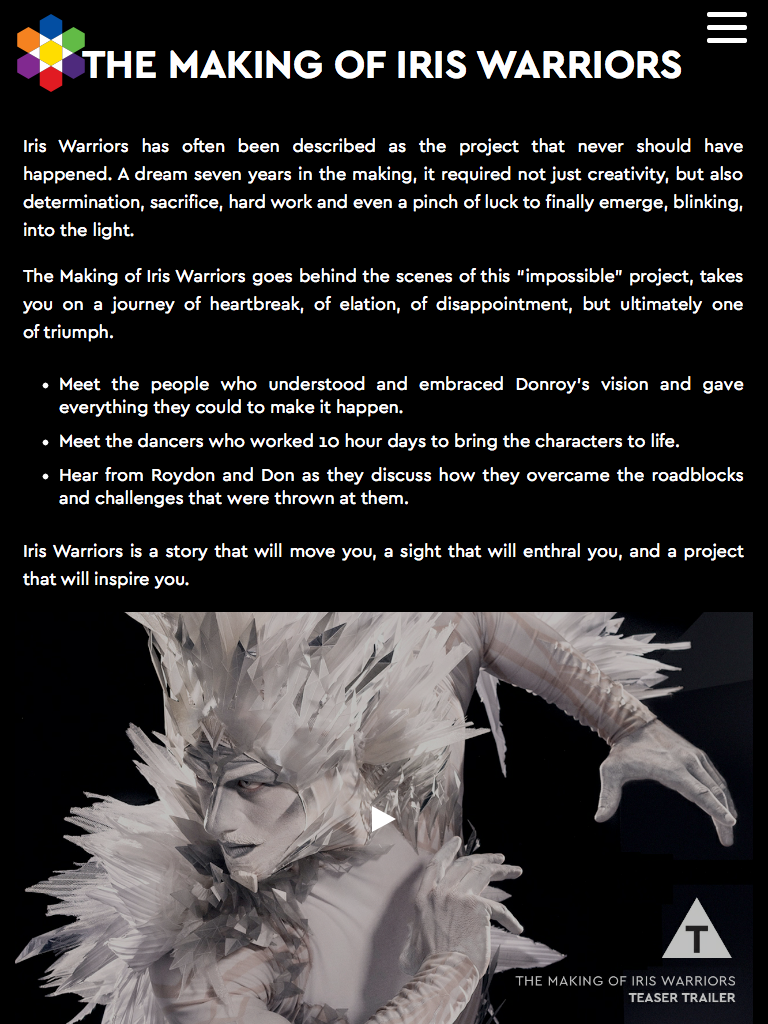 THE MAKING OF IRIS WARRIORS
Iris Warriors has often been described as the project that never should have
happened. A dream seven years in the making, it required not just creativity, but also
determination, sacrifice, hard work and even a pinch of luck to finally emerge, blinking,
into the light.
The Making of Iris Warriors goes behind the scenes of this “impossible” project, takes
you on a journey of heartbreak, of elation, of disappointment, but ultimately one
of triumph.
• Meet the people who understood and embraced Donroy’s vision and gave
everything they could to make it happen.
• Meet the dancers who worked 10 hour days to bring the characters to life.
• Hear from Roydon and Don as they discuss how they overcame the roadblocks
and challenges that were thrown at them.
Iris Warriors is a story that will move you, a sight that will enthral you, and a project
that will inspire you.
T
THE MAKING OF IRIS WARRIORS
TEASER TRAILER